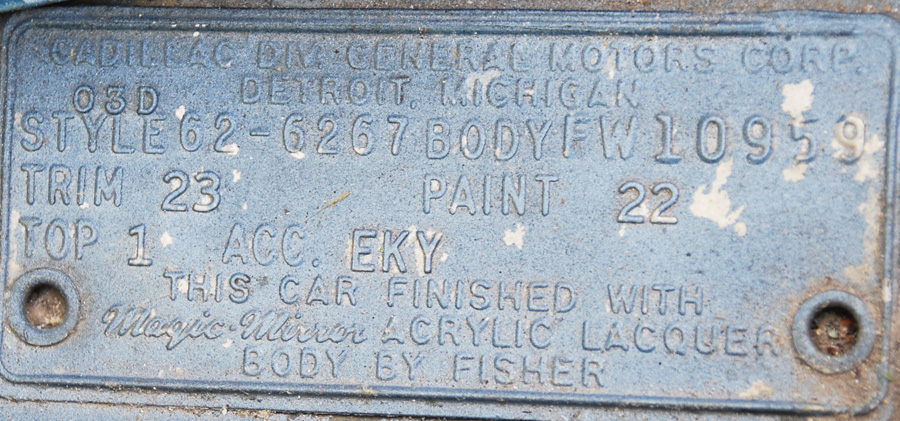 CADILLAC DIV. GENERAL MOTORS CORP.
DETROIT, MICHIGAN
03D
STYLE 62-6267 BODY FW 10959
TRIM 23 PAINT 22
TOP 1 ACC. EKY
THIS CAR FINISHED WITH
Magic-Mirror ACRYLIC LACQUER
BODY BY FISHER